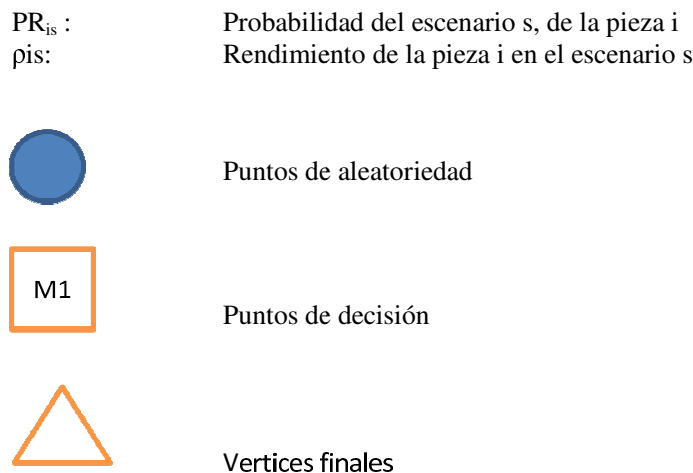 PRis : Probabilidad del escenario s, de la pieza i
ρis: Rendimiento de la pieza i en el escenario s
Puntos de aleatoriedad
M1
Puntos de decisión
Vertices finales